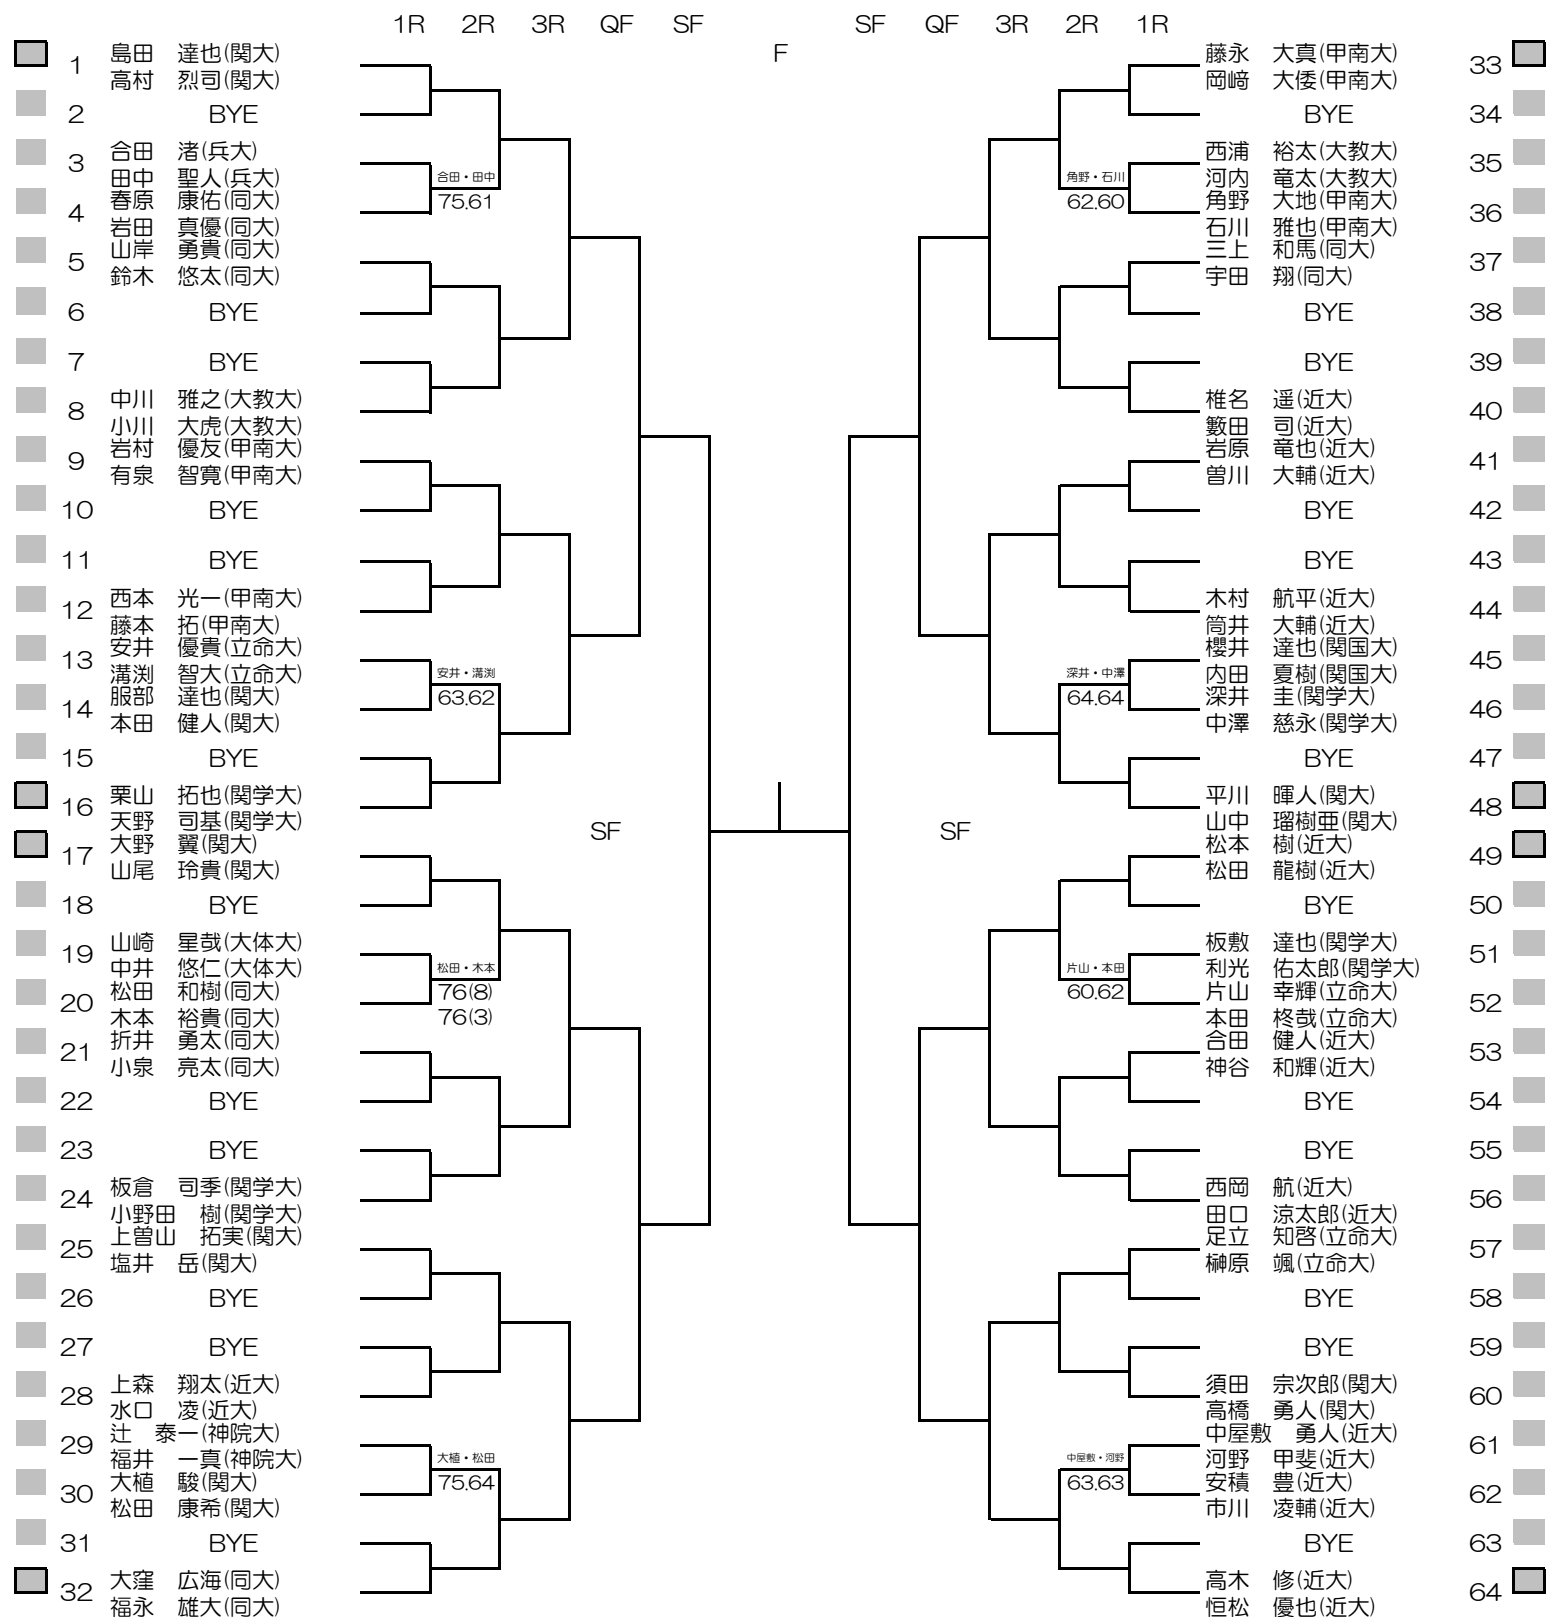 1R 2R 3R QF SF F SF QF 3R 2R 1R
1 島田 達也(関大)
高村 烈司(関大)
2 BYE
3 合田 渚(兵大)
田中 聖人(兵大)
合田・田中
75.61
4 春原 康佑(同大)
岩田 真優(同大)
5 山岸 勇貴(同大)
鈴木 悠太(同大)
6 BYE
7 BYE
8 中川 雅之(大教大)
小川 大虎(大教大)
9 岩村 優友(甲南大)
有泉 智寛(甲南大)
10 BYE
11 BYE
12 西本 光一(甲南大)
藤本 拓(甲南大)
13 安井 優貴(立命大)
溝渕 智大(立命大)
安井・溝渕
63.62
14 服部 達也(関大)
本田 健人(関大)
15 BYE
16 栗山 拓也(関学大)
天野 司基(関学大)
SF
17 大野 翼(関大)
山尾 玲貴(関大)
18 BYE
19 山崎 星哉(大体大)
中井 悠仁(大体大)
松田・木本
76(8)
76(3)
20 松田 和樹(同大)
木本 裕貴(同大)
21 折井 勇太(同大)
小泉 亮太(同大)
22 BYE
23 BYE
24 板倉 司季(関学大)
小野田 樹(関学大)
25 上曽山 拓実(関大)
塩井 岳(関大)
26 BYE
27 BYE
28 上森 翔太(近大)
水口 凌(近大)
29 辻 泰一(神院大)
福井 一真(神院大)
大植・松田
75.64
30 大植 駿(関大)
松田 康希(関大)
31 BYE
32 大窪 広海(同大)
福永 雄大(同大)
藤永 大真(甲南大) 33
岡﨑 大倭(甲南大)
BYE 34
西浦 裕太(大教大) 35
河内 竜太(大教大)
角野・石川
62.60
角野 大地(甲南大) 36
石川 雅也(甲南大)
三上 和馬(同大) 37
宇田 翔(同大)
BYE 38
BYE 39
椎名 遥(近大) 40
籔田 司(近大)
岩原 竜也(近大) 41
曽川 大輔(近大)
BYE 42
BYE 43
木村 航平(近大) 44
筒井 大輔(近大)
櫻井 達也(関国大) 45
内田 夏樹(関国大)
深井・中澤
64.64
深井 圭(関学大) 46
中澤 慈永(関学大)
BYE 47
平川 暉人(関大) 48
山中 瑠樹亜(関大)
SF
松本 樹(近大) 49
松田 龍樹(近大)
BYE 50
板敷 達也(関学大) 51
利光 佑太郎(関学大)
片山・本田
60.62
片山 幸輝(立命大) 52
本田 柊哉(立命大)
合田 健人(近大) 53
神谷 和輝(近大)
BYE 54
BYE 55
西岡 航(近大) 56
田口 涼太郎(近大)
足立 知啓(立命大) 57
榊原 颯(立命大)
BYE 58
BYE 59
須田 宗次郎(関大) 60
高橋 勇人(関大)
中屋敷 勇人(近大) 61
河野 甲斐(近大)
中屋敷・河野
63.63
安積 豊(近大) 62
市川 凌輔(近大)
BYE 63
高木 修(近大) 64
恒松 優也(近大)